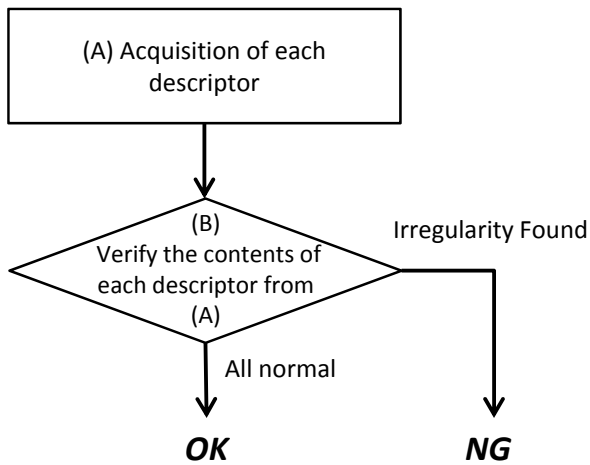 (A) Acquisition of each
descriptor
(B)
Verify the contents of
each descriptor from
(A)
Irregularity Found
All normal
OK
NG